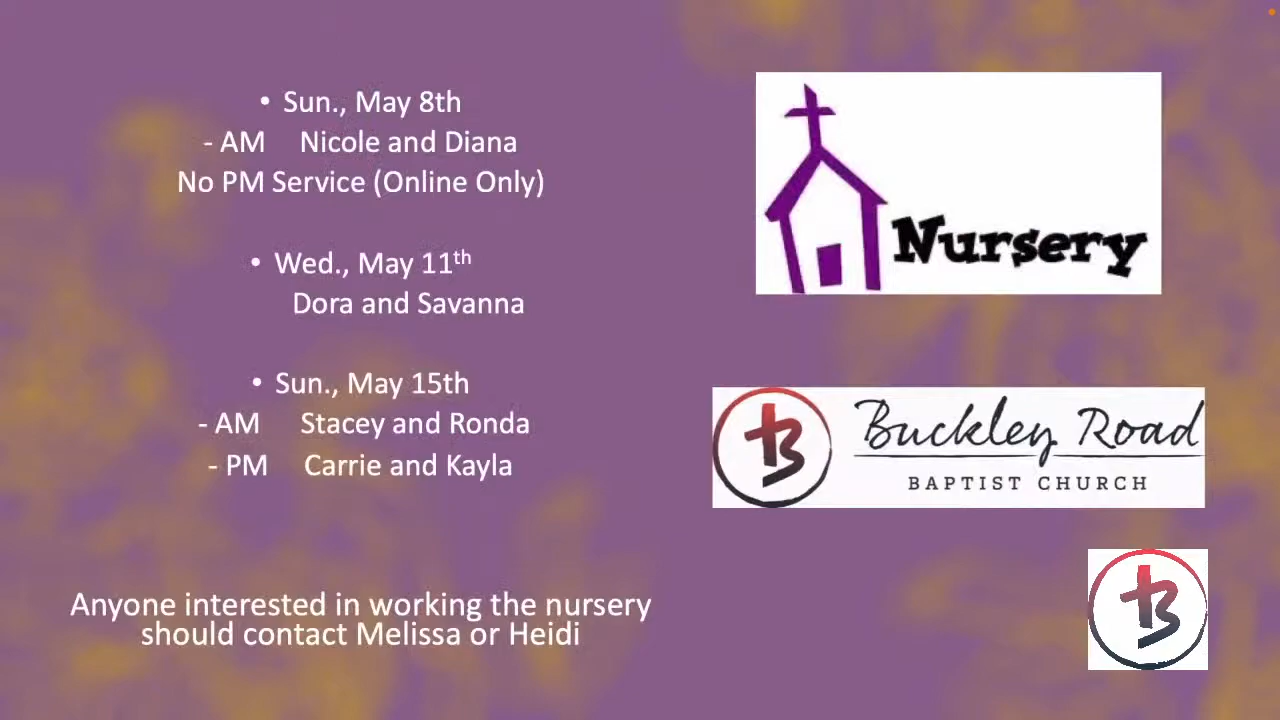 • Sun., May 8th
- AM Nicole and Diana
No PM Service (Online Only)
• Wed., May 11th
Dora and Savanna
• Sun., May 15th
- AM Stacey and Ronda
- PM Carrie and Kayla
Anyone interested in working the nursery
should contact Melissa or Heidi
Nursery
B Buckley Road
BAPTIST CHURCH
B